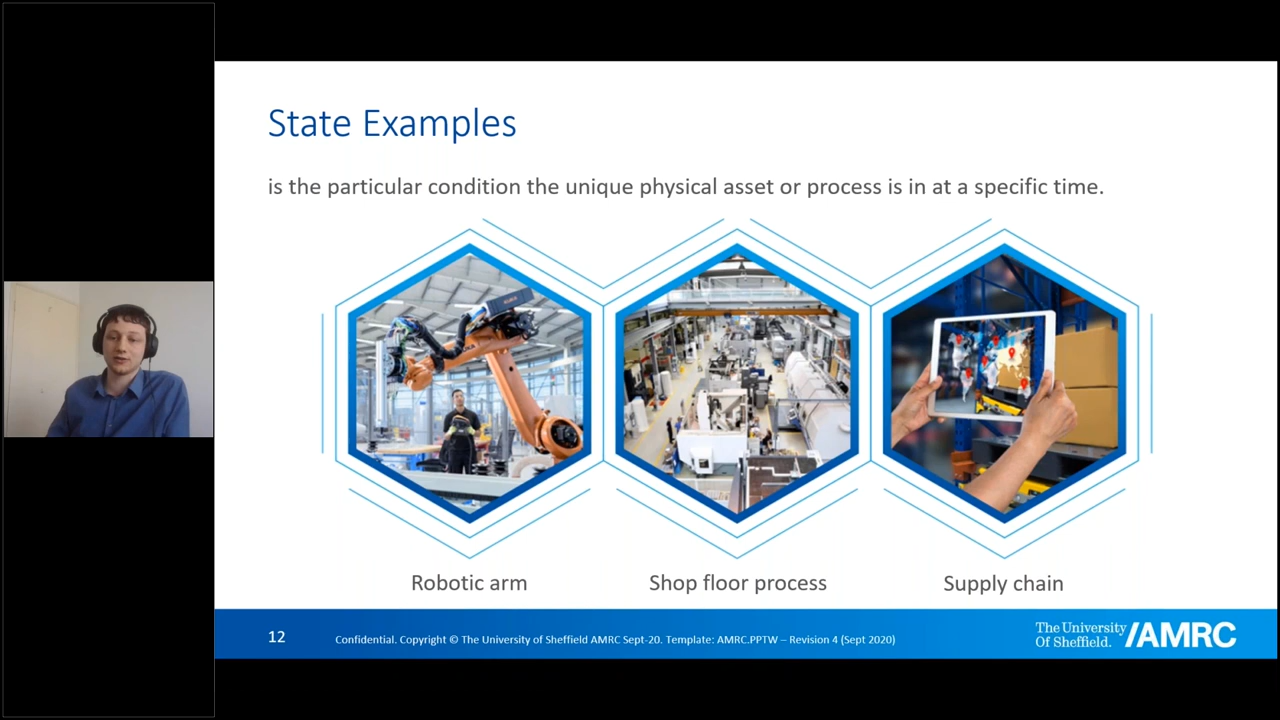 State Examples
is the particular condition the unique physical asset or process is in at a specific time.
Robotic arm
Shop floor process
Supply chain
12
Confidential. Copyright © The University of Sheffield AMRC Sept-20. Template: AMRC.PPTW – Revision 4 (Sept 2020)
The University
Of Sheffield.
AMRC